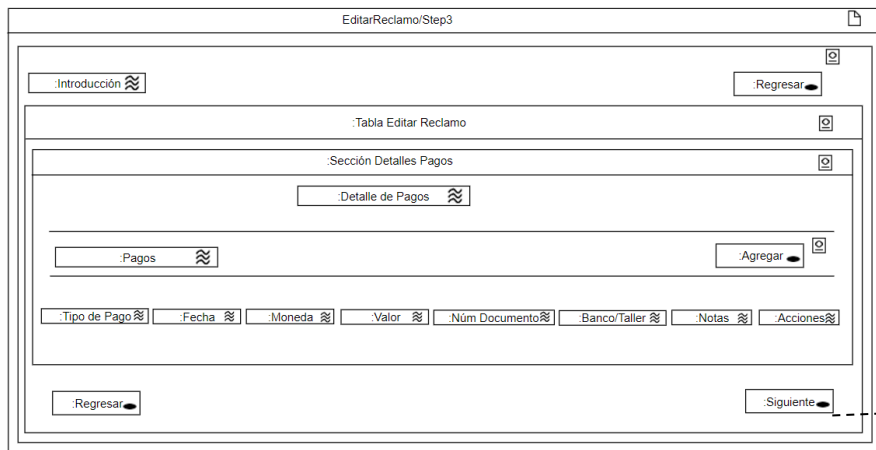 EditarReclamo/Step3
:Introducción
:Regresar
:Tabla Editar Reclamo
:Sección Detalles Pagos
:Detalle de Pagos
:Pagos
:Agregar
:Tipo de Pago :Fecha :Moneda :Valor :Núm Documento :Banco/Taller :Notas :Acciones
:Regresar
:Siguiente